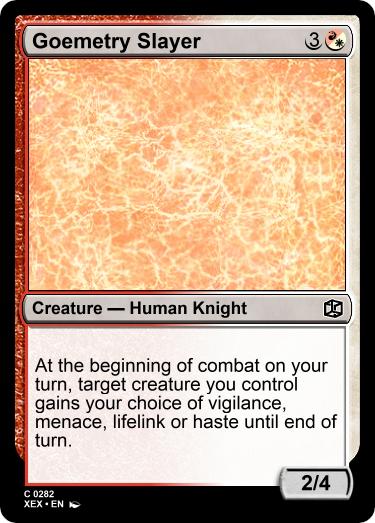 Goemetry Slayer 3
Creature — Human Knight
At the beginning of combat on your
turn, target creature you control
gains your choice of vigilance,
menace, lifelink or haste until end of
turn.
2/4
C 0282
XEX • EN